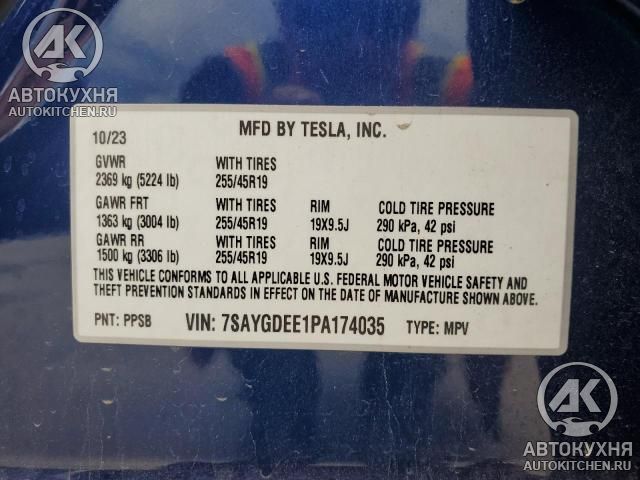 АК
АВТОКУХНЯ
AUTOKITCHEN.RU
10/23 MFD BY TESLA, INC.
GVWR WITH TIRES
2369 kg (5224 lb) 255/45R19
GAWR FRT WITH TIRES RIM COLD TIRE PRESSURE
1363 kg (3004 lb) 255/45R19 19X9.5J 290 kPa, 42 psi
GAWR RR WITH TIRES RIM COLD TIRE PRESSURE
1500 kg (3306 lb) 255/45R19 19X9.5J 290 kPa, 42 psi
THIS VEHICLE CONFORMS TO ALL APPLICABLE U.S. FEDERAL MOTOR VEHICLE SAFETY AND
THEFT PREVENTION STANDARDS IN EFFECT ON THE DATE OF MANUFACTURE SHOWN ABOVE.
PNT: PPSB VIN: 7SAYGDEE1PA174035 TYPE: MPV
АК
АВТОКУХНЯ
AUTOKITCHEN.RU